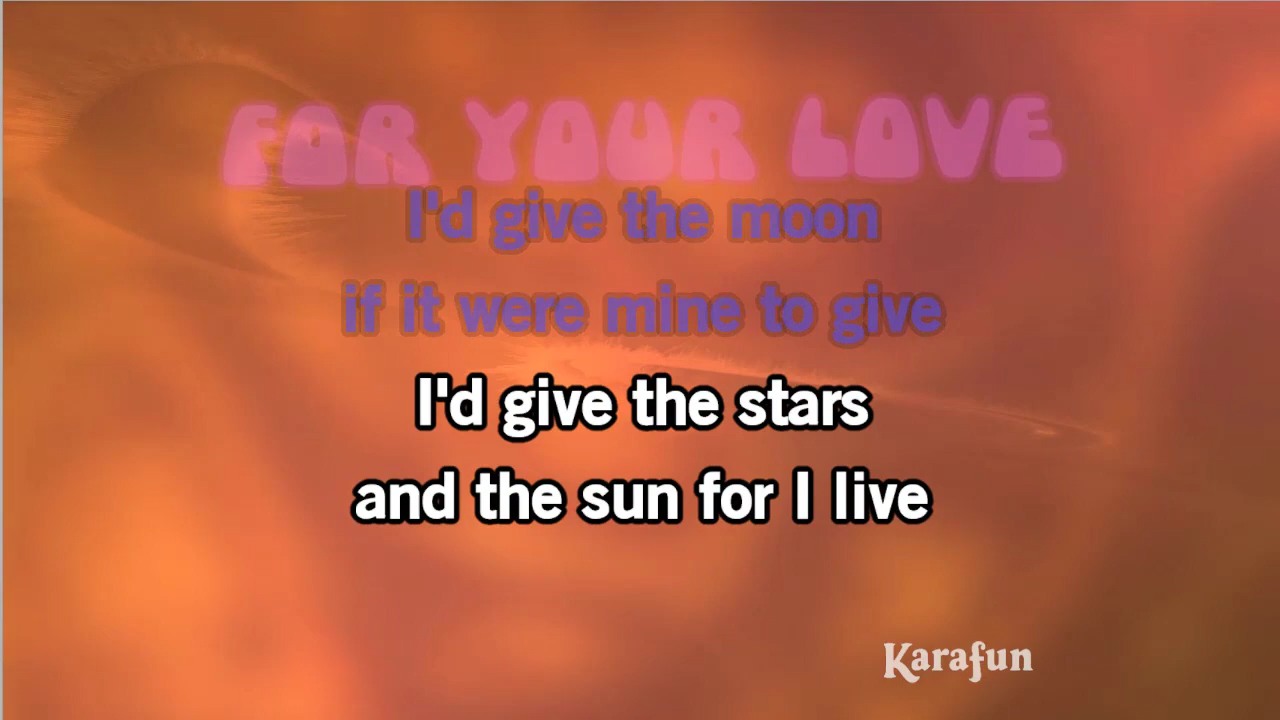 FOR YOUR LOVE
I'd give the moon
if it were mine to give
I'd give the stars
and the sun for I live
Karafun